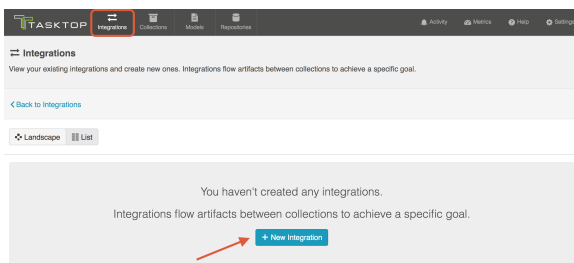 TASKTOP
Integrations
Collections
Models
Repositories
Activity
Metrics
Help
Settings
Integrations
View your existing integrations and create new ones. Integrations flow artifacts between collections to achieve a specific goal.
Back to Integrations
Landscape
List
You haven't created any integrations.
Integrations flow artifacts between collections to achieve a specific goal.
+ New Integration